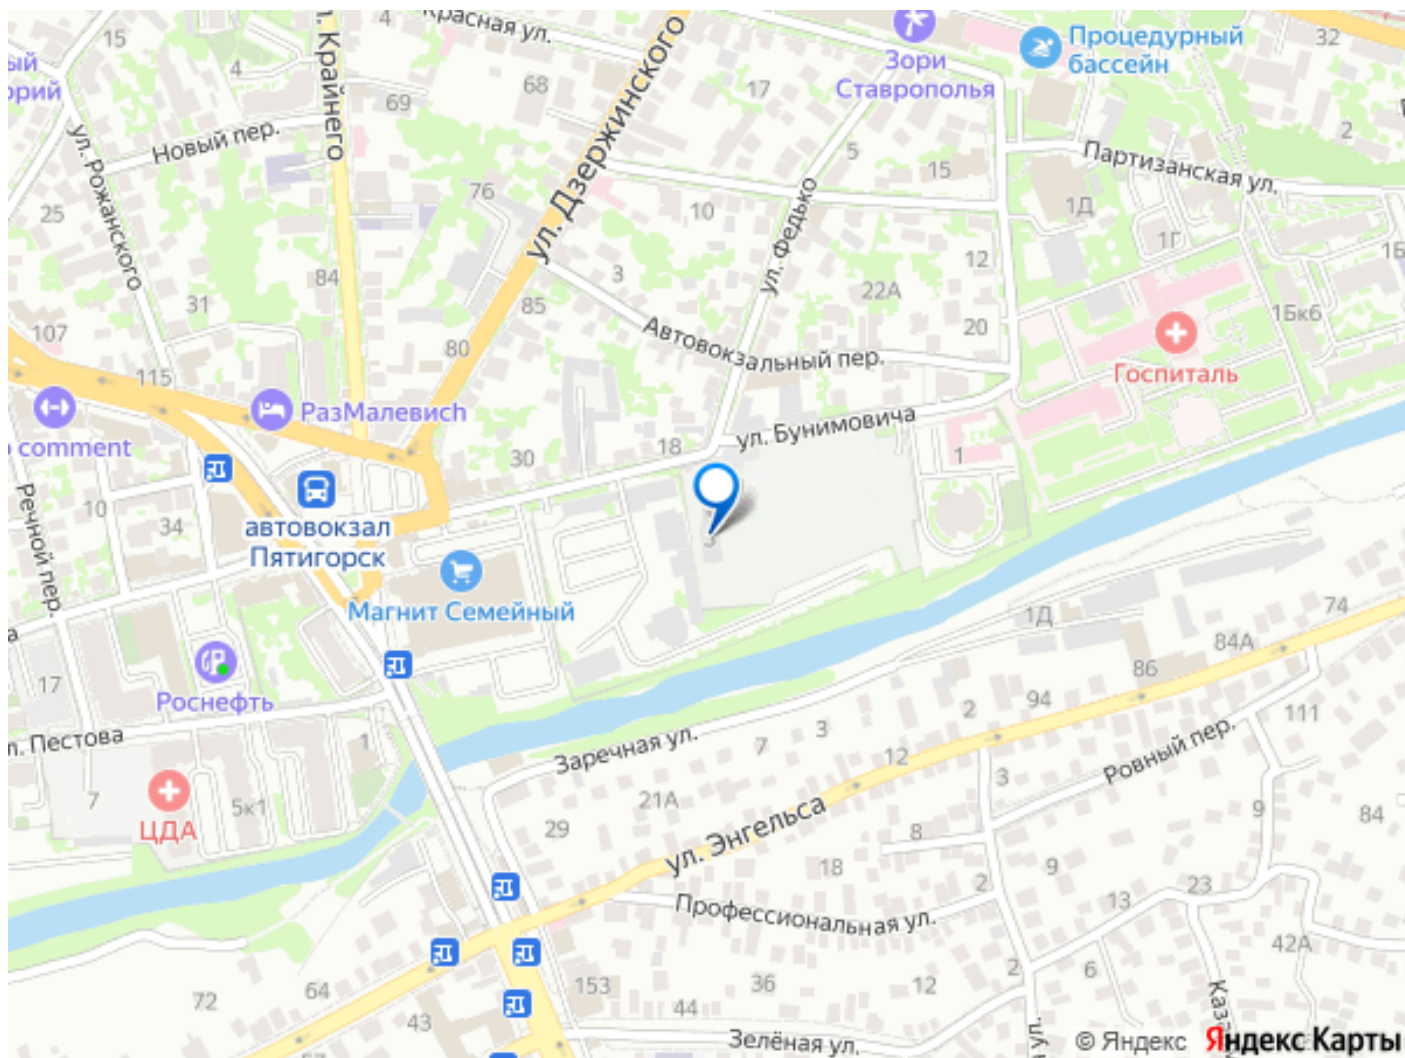 15
4
Красная ул.
ул. Дзержинского
Крайнего
4
68
69
17
Зори
Ставрополья
Процедурный
бассейн
32
2
ый
орий
Новый пер.
ул. Рожанского
25
31
84
76
10
3
85
80
5
15
ул. Федько
Партизанская ул.
1Д
1Г
1Б
12
22А
20
1Бк6
Автовокзальный пер.
Госпиталь
107
115
РазМалевич
comment
ул. Бунимовича
18
30
1
3
автовокзал
Пятигорск
Магнит Семейный
10
34
Речной пер.
а
17
Роснефть
Пестова
1
7
5к1
ЦДА
Заречная ул.
7
3
2
12
94
86
84А
74
1Д
111
Ровный пер.
3
21А
29
ул. Энгельса
18
8
9
9
84
2
13
23
42А
Профессиональная ул.
153
36
44
12
2
6
72
64
43
Зелёная ул.
ул.
Каза
© Яндекс
Яндекс Карты